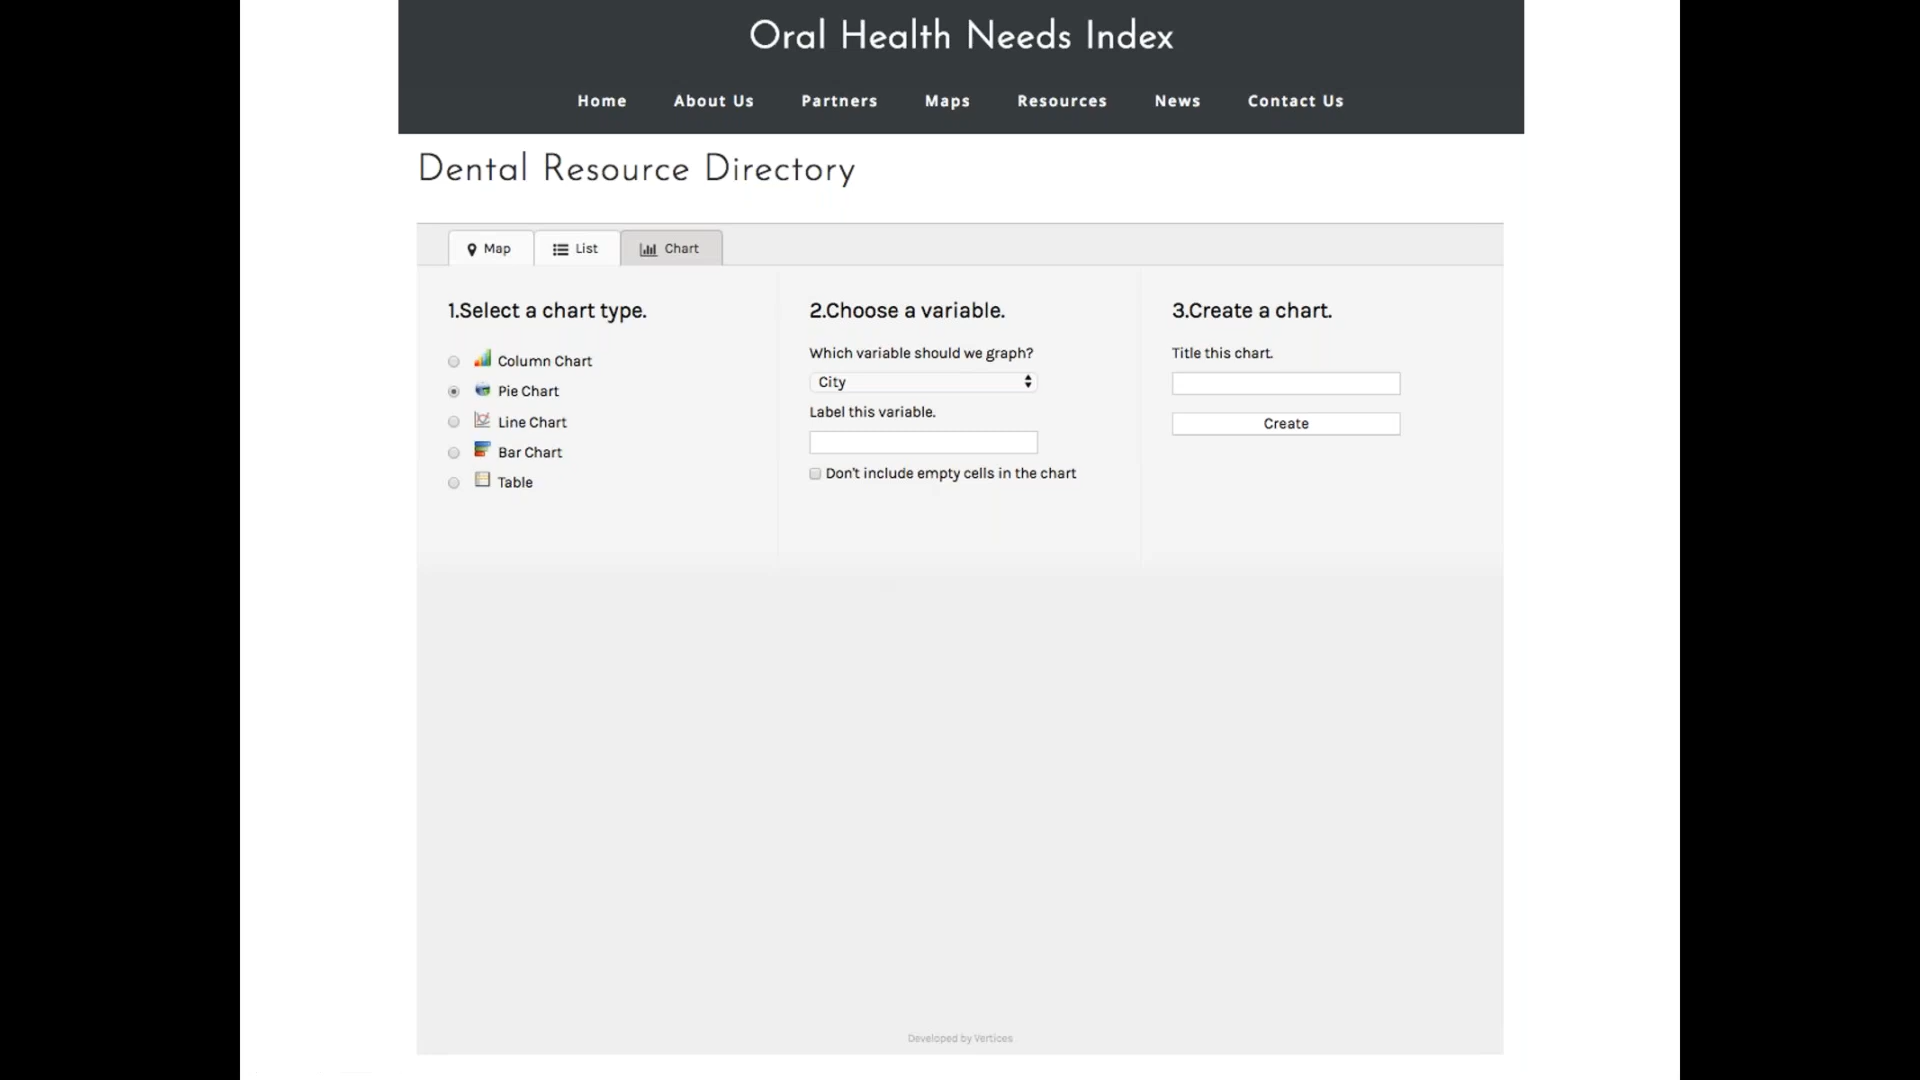 Oral Health Needs Index
Home About Us Partners Maps Resources News Contact Us
Dental Resource Directory
Map List Chart
1.Select a chart type.
Column Chart
Pie Chart
Line Chart
Bar Chart
Table
2.Choose a variable.
Which variable should we graph?
City
Label this variable.
Don't include empty cells in the chart
3.Create a chart.
Title this chart.
Create
Developed by Vertices